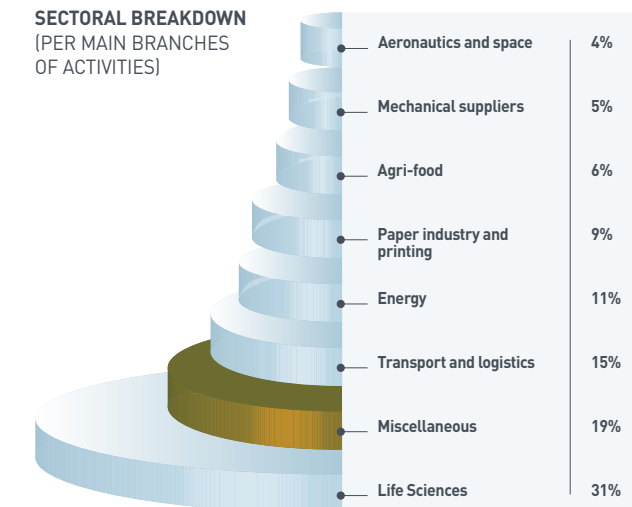 SECTORAL BREAKDOWN
(PER MAIN BRANCHES
OF ACTIVITIES)
Aeronautics and space 4%
Mechanical suppliers 5%
Agri-food 6%
Paper industry and 9%
printing
Energy 11%
Transport and logistics 15%
Miscellaneous 19%
Life Sciences 31%